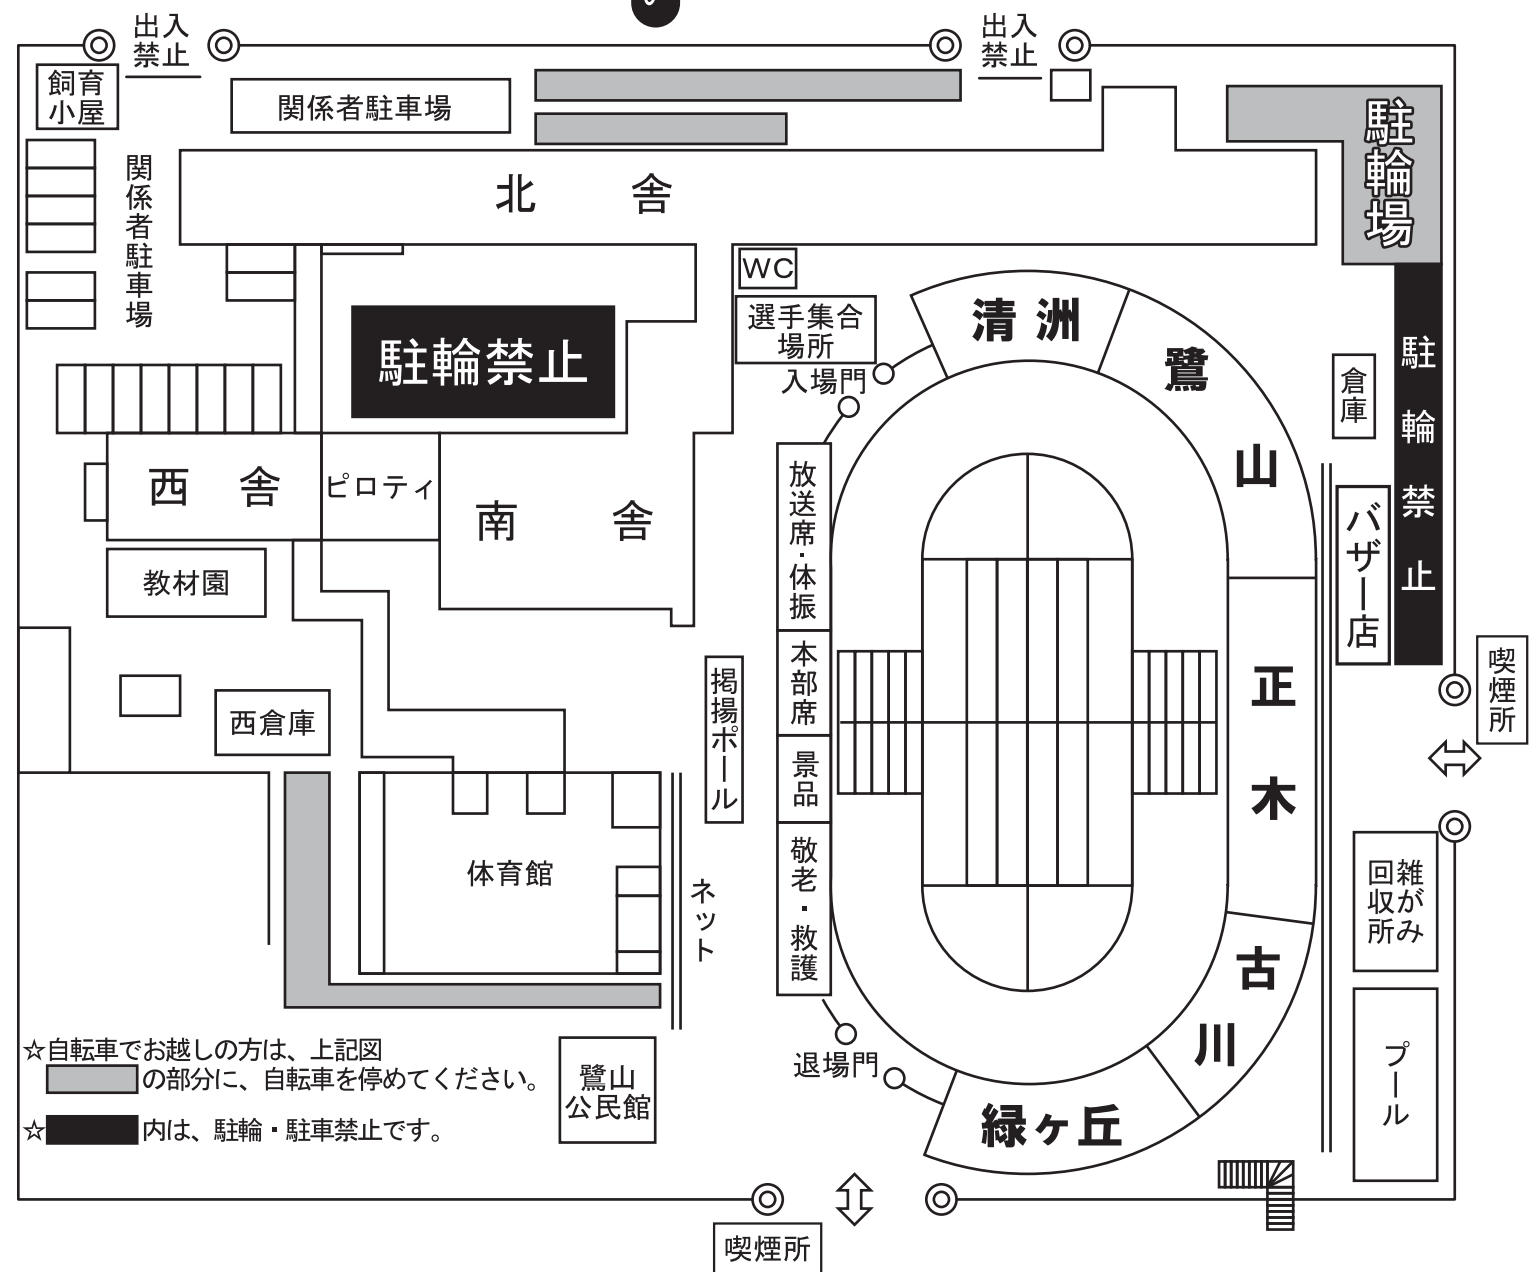 出入
禁止
出入
禁止
飼育
小屋
関係者駐車場
駐輪場
関係者駐車場
北舎
WC
選手集合
場所
入場門
清洲
鷺山
駐輪禁止
駐輪禁止
倉庫
西舎
ピロティ
南舎
放送席・体振
バザー店
教材園
本部席
正木
喫煙所
掲揚ポール
西倉庫
景品
体育館
ネット
敬老・救護
雑がみ
回収所
古川
プール
退場門
緑ヶ丘
鷺山
公民館
☆自転車でお越しの方は、上記図
の部分に、自転車を停めてください。
☆内は、駐輪・駐車禁止です。
喫煙所